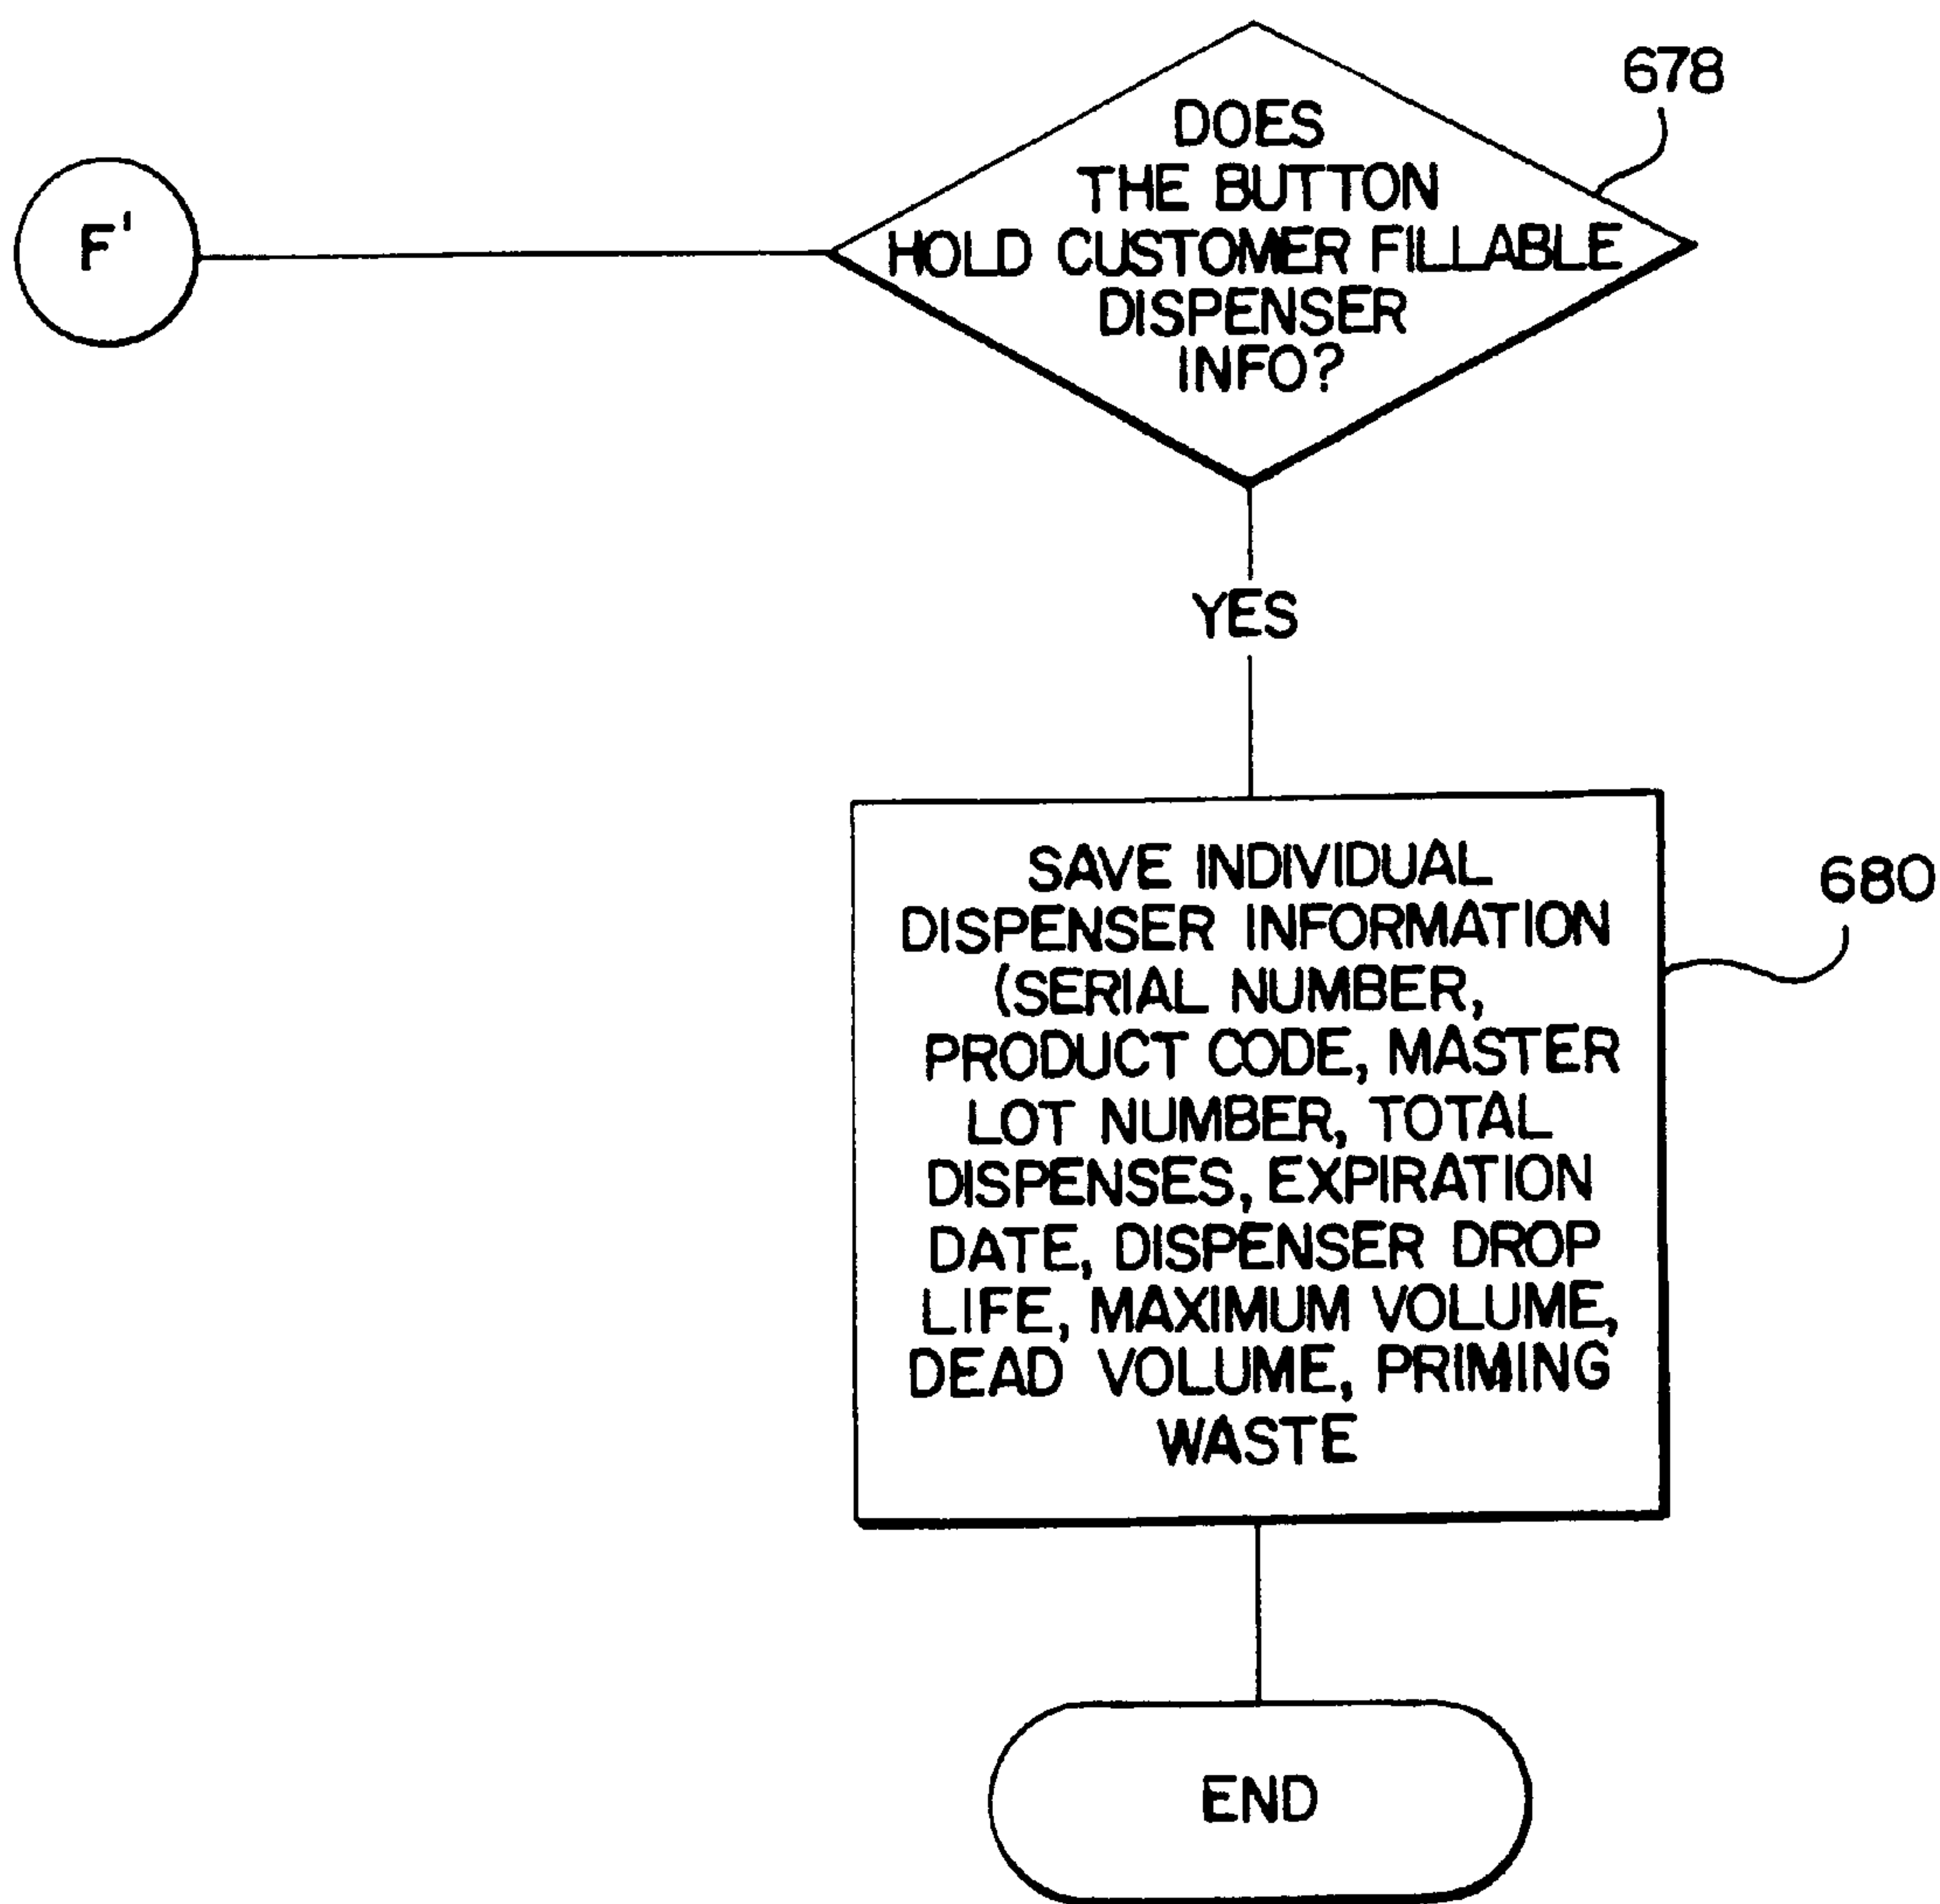 678
F'
DOES
THE BUTTON
HOLD CUSTOMER FILLABLE
DISPENSER
INFO?
YES
680
SAVE INDIVIDUAL
DISPENSER INFORMATION
(SERIAL NUMBER,
PRODUCT CODE, MASTER
LOT NUMBER, TOTAL
DISPENSES, EXPIRATION
DATE, DISPENSER DROP
LIFE, MAXIMUM VOLUME,
DEAD VOLUME, PRIMING
WASTE
END